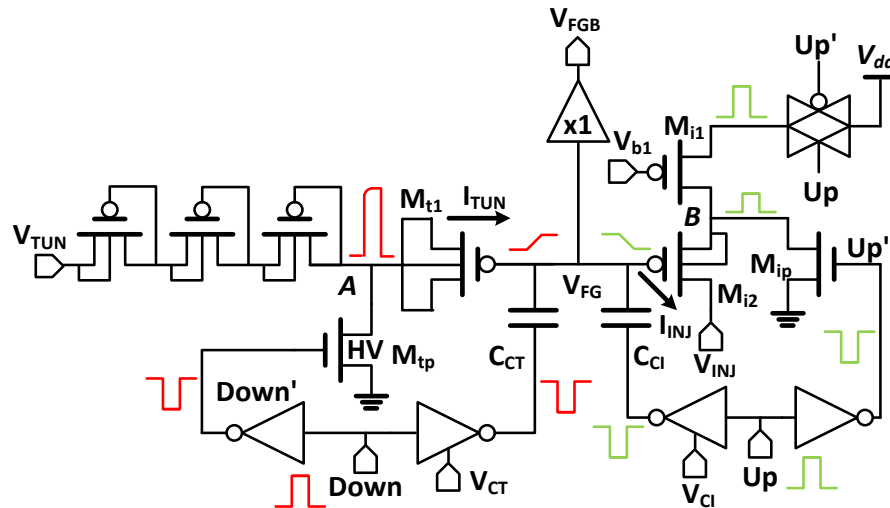 V_FGB
Up'
V_dd
x1
M_i1
V_b1
Up
M_t1
I_TUN
B
V_TUN
Up'
A
V_FG
M_ip
M_i2
I_INJ
HV
M_tp
C_CT
C_CI
V_INJ
Down'
Down
V_CT
V_CI
Up